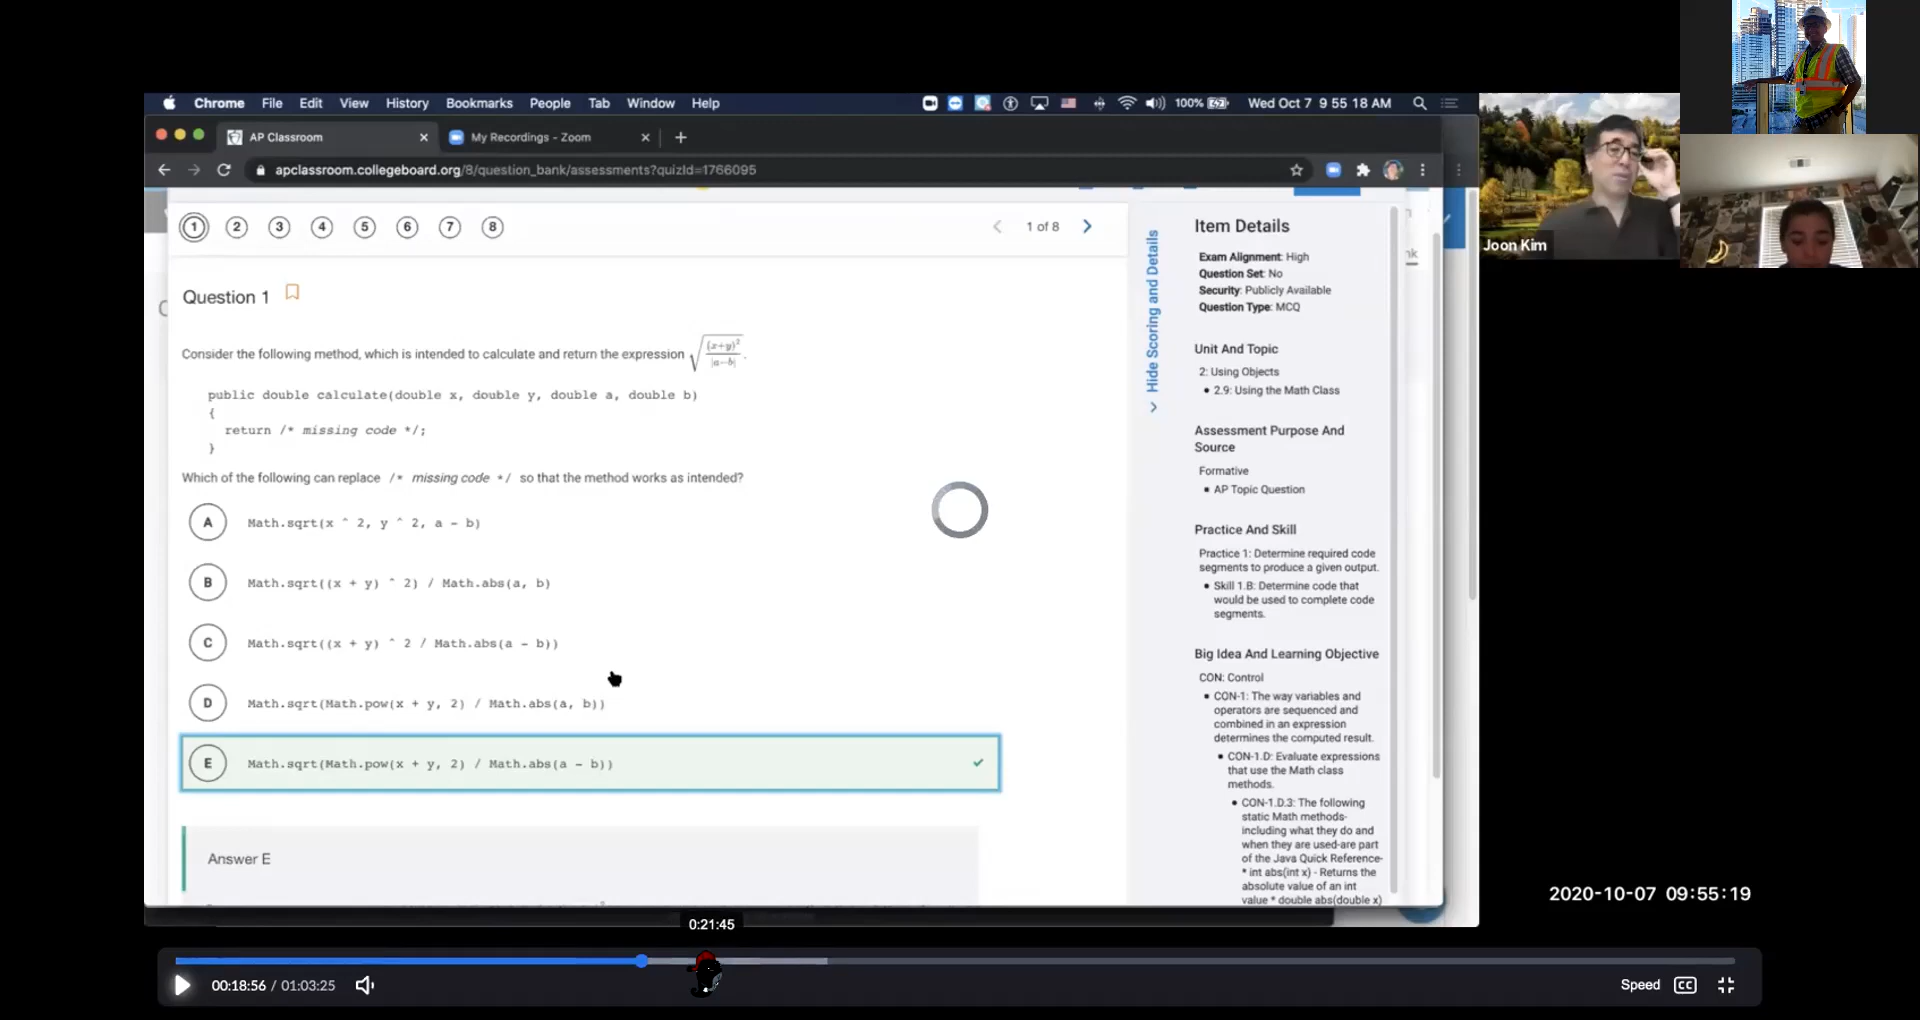 Chrome File Edit View History Bookmarks People Tab Window Help 100% Wed Oct 7 9 55 18 AM
AP Classroom My Recordings - Zoom
apclassroom.collegeboard.org/8/question_bank/assessments?quizId=1766095
1 2 3 4 5 6 7 8 1 of 8
Question 1
Consider the following method, which is intended to calculate and return the expression √((x+y)²/|a−b|).
public double calculate(double x, double y, double a, double b)
{
return /* missing code */;
}
Which of the following can replace /* missing code */ so that the method works as intended?
A Math.sqrt(x ^ 2, y ^ 2, a - b)
B Math.sqrt((x + y) ^ 2) / Math.abs(a, b)
C Math.sqrt((x + y) ^ 2 / Math.abs(a - b))
D Math.sqrt(Math.pow(x + y, 2) / Math.abs(a, b))
E Math.sqrt(Math.pow(x + y, 2) / Math.abs(a - b))
Answer E
Hide Scoring and Details
Item Details
Exam Alignment: High
Question Set: No
Security: Publicly Available
Question Type: MCQ
Unit And Topic
2: Using Objects
• 2.9: Using the Math Class
Assessment Purpose And
Source
Formative
• AP Topic Question
Practice And Skill
Practice 1: Determine required code
segments to produce a given output.
• Skill 1.B: Determine code that
would be used to complete code
segments.
Big Idea And Learning Objective
CON: Control
• CON-1: The way variables and
operators are sequenced and
combined in an expression
determines the computed result.
• CON-1.D: Evaluate expressions
that use the Math class
methods.
• CON-1.D.3: The following
static Math methods-
including what they do and
when they are used-are part
of the Java Quick Reference-
* int abs(int x) - Returns the
absolute value of an int
value * double abs(double x)
nk
Joon Kim
2020-10-07 09:55:19
0:21:45
00:18:56 / 01:03:25
Speed CC